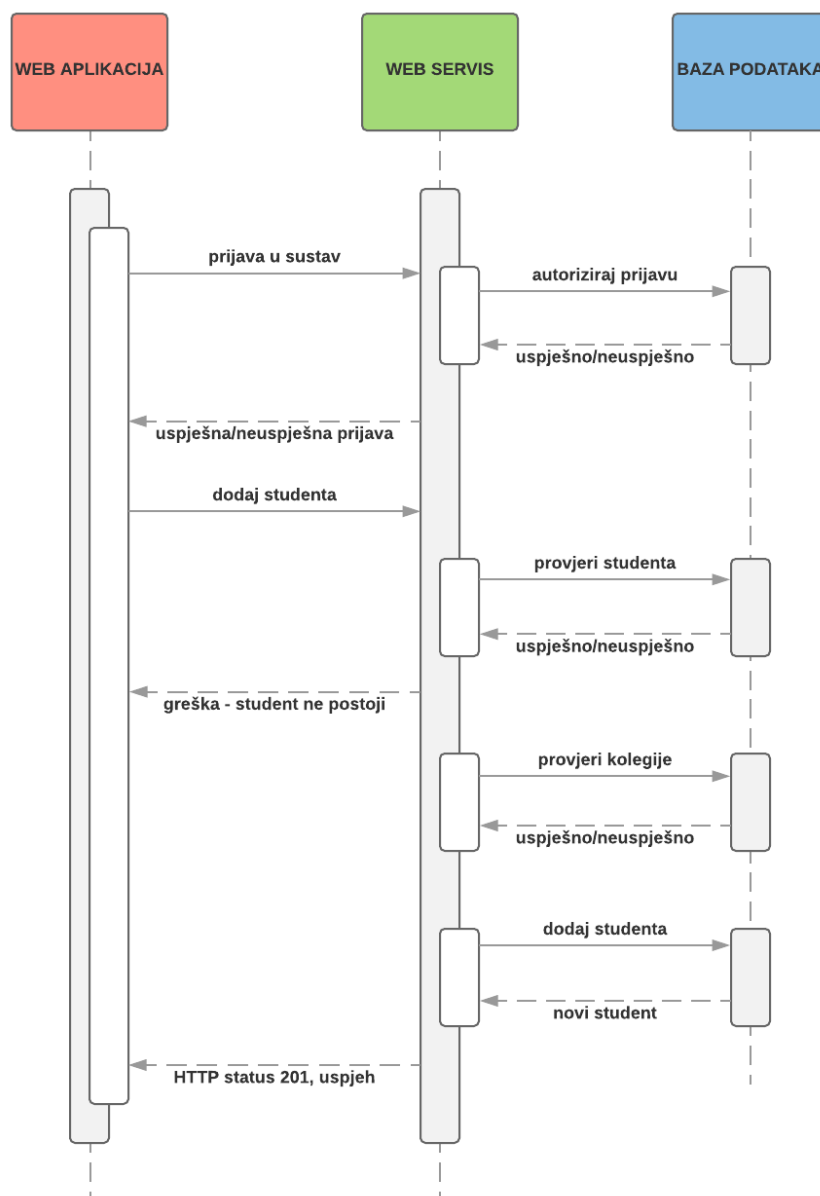 WEB APLIKACIJA
WEB SERVIS
BAZA PODATAKA
prijava u sustav
autoriziraj prijavu
uspješno/neuspješno
uspješna/neuspješna prijava
dodaj studenta
provjeri studenta
uspješno/neuspješno
greška - student ne postoji
provjeri kolegije
uspješno/neuspješno
dodaj studenta
novi student
HTTP status 201, uspjeh